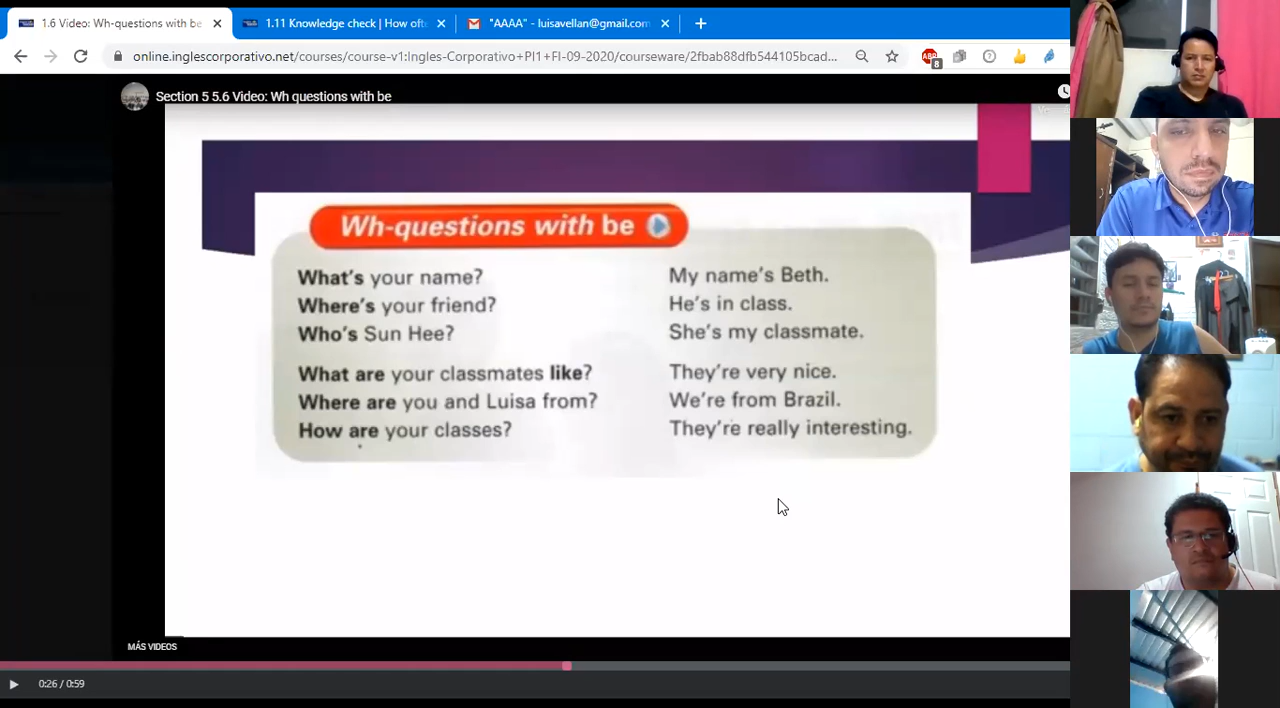 1.6 Video: Wh-questions with be
1.11 Knowledge check | How oft
"AAAA" - luisavellan@gmail.com
online.inglescorporativo.net/courses/course-v1:Ingles-Corporativo+PI1+FI-09-2020/courseware/2fbab88dfb544105bcad...
ABP
8
Section 5 5.6 Video: Wh questions with be
Wh-questions with be
What's your name? My name's Beth.
Where's your friend? He's in class.
Who's Sun Hee? She's my classmate.
What are your classmates like? They're very nice.
Where are you and Luisa from? We're from Brazil.
How are your classes? They're really interesting.
MÁS VIDEOS
0:26 / 0:59